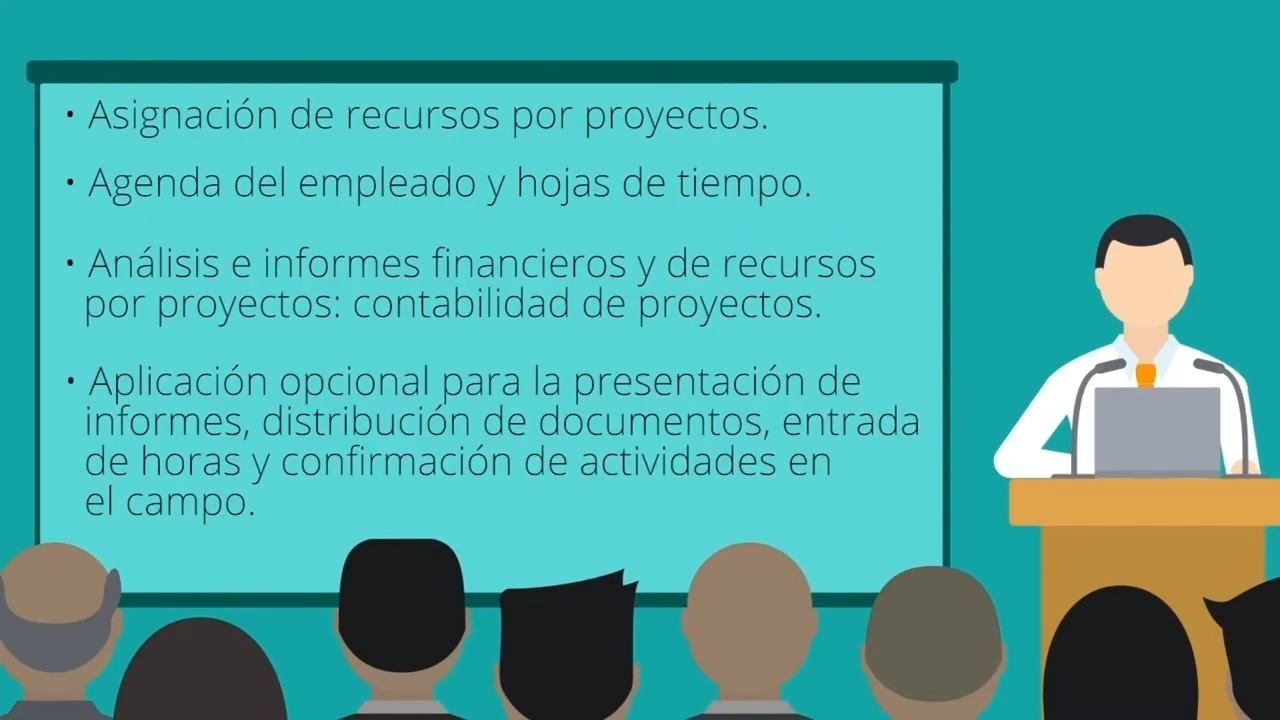 • Asignación de recursos por proyectos.
• Agenda del empleado y hojas de tiempo.
• Análisis e informes financieros y de recursos
por proyectos: contabilidad de proyectos.
• Aplicación opcional para la presentación de
informes, distribución de documentos, entrada
de horas y confirmación de actividades en
el campo.